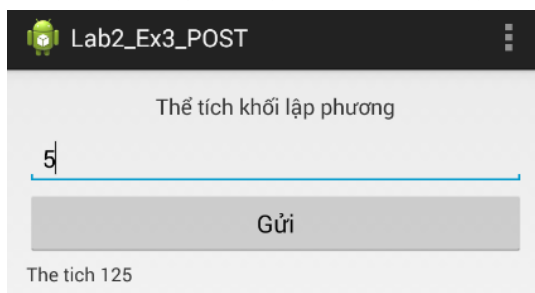 Lab2_Ex3_POST
Thể tích khối lập phương
5
Gửi
The tich 125